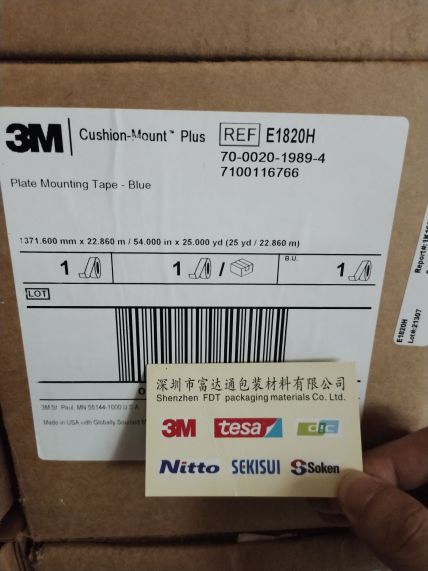 3M
Cushion-Mount™ Plus
REF E1820H
70-0020-1989-4
7100116766
Plate Mounting Tape - Blue
1371.600 mm x 22.860 m / 54.000 in x 25.000 yd (25 yd / 22.860 m)
1
1 /
B.U.
1
LOT
3M St. Paul, MN 55144-1000 U.S.A.
Made in USA with Globally Sourced
E1820H
Lot#:21307
Report#:
深圳市富达通包装材料有限公司
Shenzhen FDT packaging materials Co. Ltd.
3M tesa dic
Nitto SEKISUI Soken